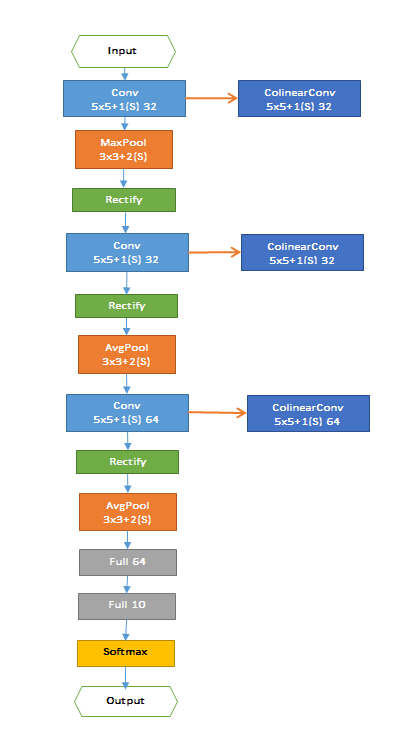 Input
Conv
5x5+1(S) 32
ColinearConv
5x5+1(S) 32
MaxPool
3x3+2(S)
Rectify
Conv
5x5+1(S) 32
ColinearConv
5x5+1(S) 32
Rectify
AvgPool
3x3+2(S)
Conv
5x5+1(S) 64
ColinearConv
5x5+1(S) 64
Rectify
AvgPool
3x3+2(S)
Full 64
Full 10
Softmax
Output